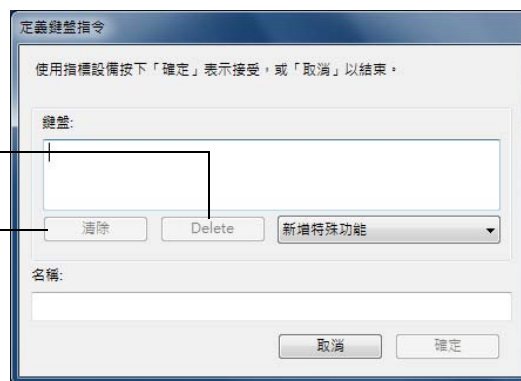 定義鍵盤指令
使用指標設備按下「確定」表示接受，或「取消」以結束。
鍵盤:
清除
Delete
新增特殊功能
名稱:
取消
確定